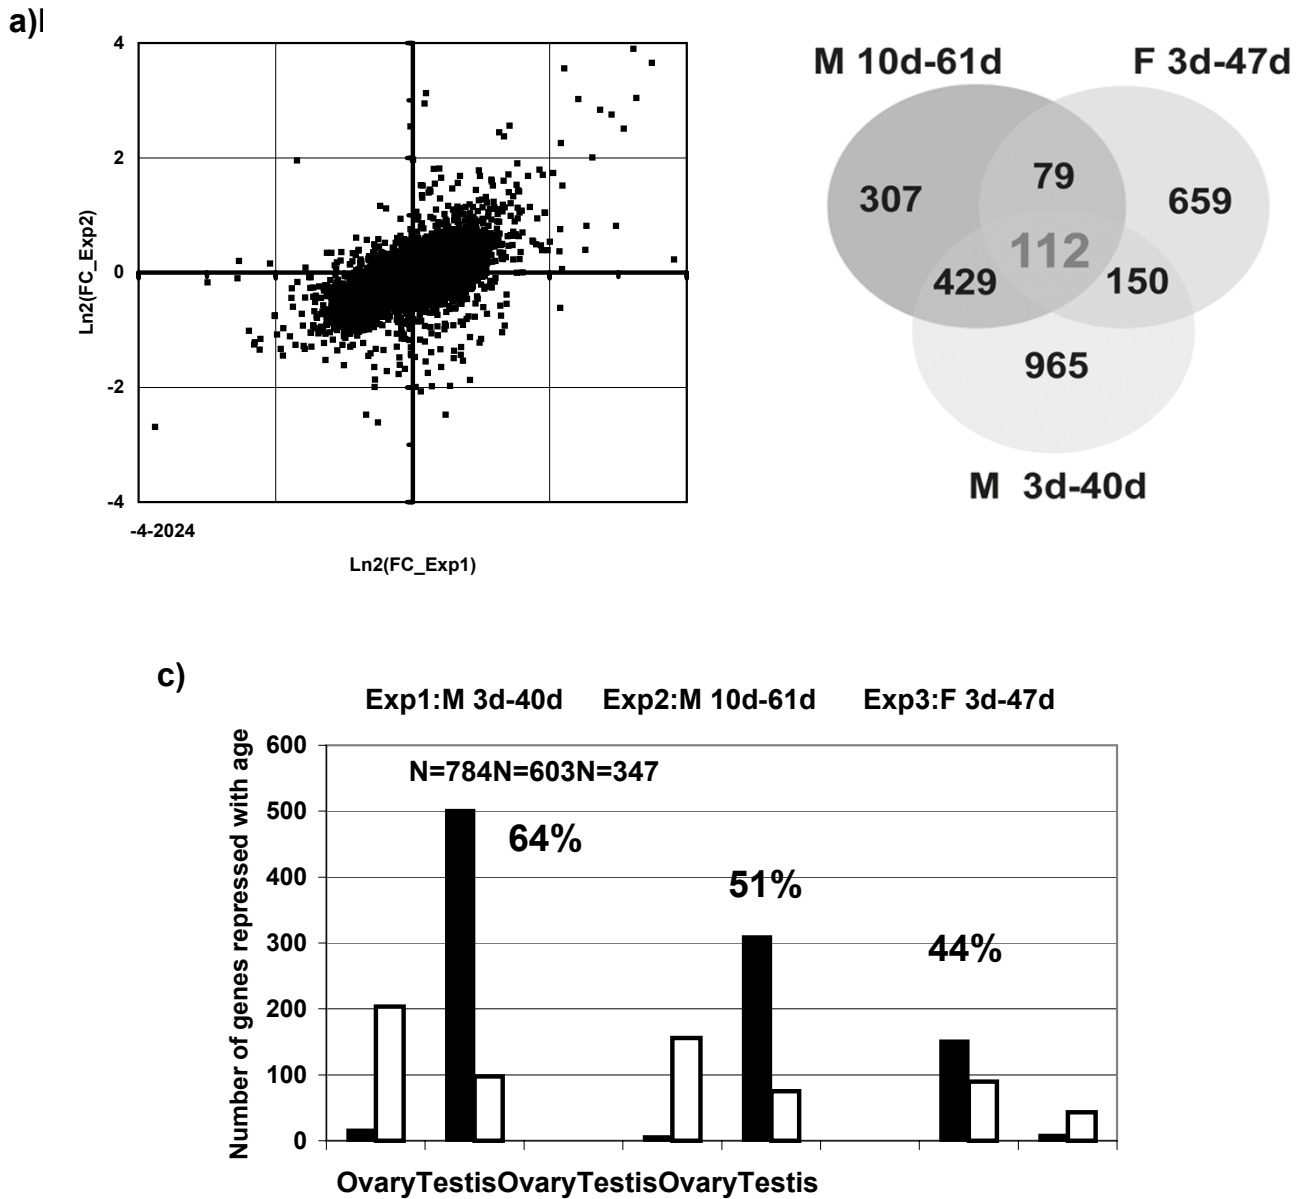 a)
4
2
0
-2
-4
Ln2(FC_Exp2)
-4-2024
Ln2(FC_Exp1)
M 10d-61d
F 3d-47d
307
79
659
112
429
150
965
M 3d-40d
c)
Exp1:M 3d-40d
Exp2:M 10d-61d
Exp3:F 3d-47d
Number of genes repressed with age
600
500
400
300
200
100
0
N=784N=603N=347
64%
51%
44%
OvaryTestisOvaryTestisOvaryTestis